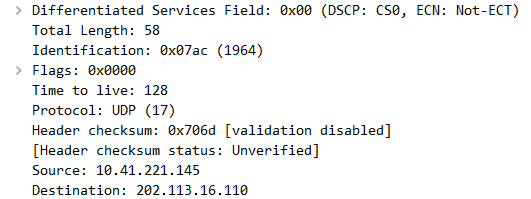 Differentiated Services Field: 0x00 (DSCP: CS0, ECN: Not-ECT)
Total Length: 58
Identification: 0x07ac (1964)
Flags: 0x0000
Time to live: 128
Protocol: UDP (17)
Header checksum: 0x706d [validation disabled]
[Header checksum status: Unverified]
Source: 10.41.221.145
Destination: 202.113.16.110